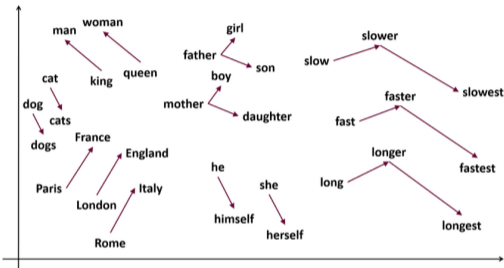 man
woman
king
queen
cat
cats
dog
dogs
France
England
Italy
Paris
London
Rome
father
girl
son
boy
mother
daughter
he
himself
she
herself
slow
slower
slowest
fast
faster
fastest
long
longer
longest